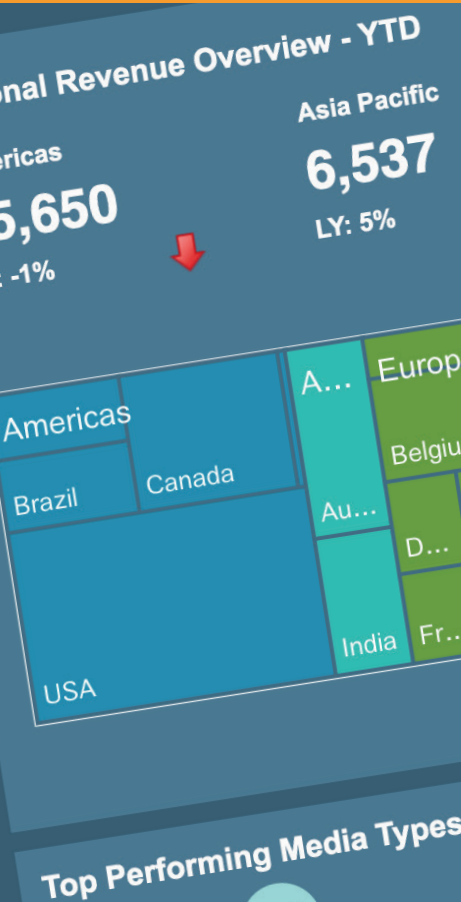 onal Revenue Overview - YTD
ericas
Asia Pacific
5,650
6,537
: -1%
LY: 5%
Americas
A...
Europ
Brazil
Canada
Au...
Belgiu
D...
USA
India
Fr...
Top Performing Media Types